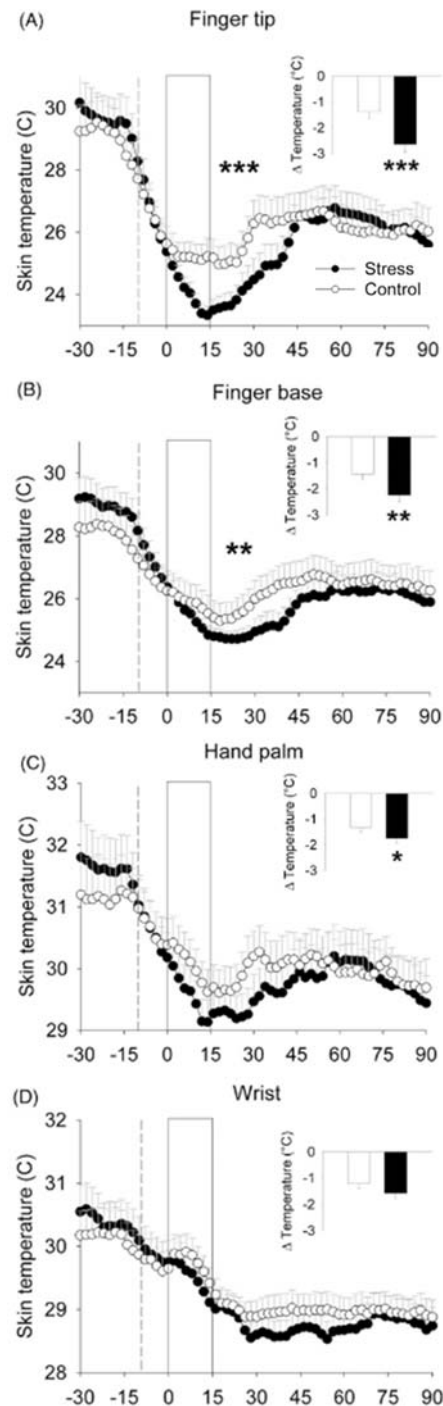 (A) Finger tip
Skin temperature (C)
30
28
26
24
Δ Temperature (°C)
0
-1
-2
-3
***
***
Stress
Control
-30 -15 0 15 30 45 60 75 90
(B) Finger base
Skin temperature (C)
30
28
26
24
Δ Temperature (°C)
0
-1
-2
-3
**
**
-30 -15 0 15 30 45 60 75 90
(C) Hand palm
Skin temperature (C)
33
32
31
30
29
Δ Temperature (°C)
0
-1
-2
-3
*
-30 -15 0 15 30 45 60 75 90
(D) Wrist
Skin temperature (C)
32
31
30
29
28
Δ Temperature (°C)
0
-1
-2
-3
-30 -15 0 15 30 45 60 75 90